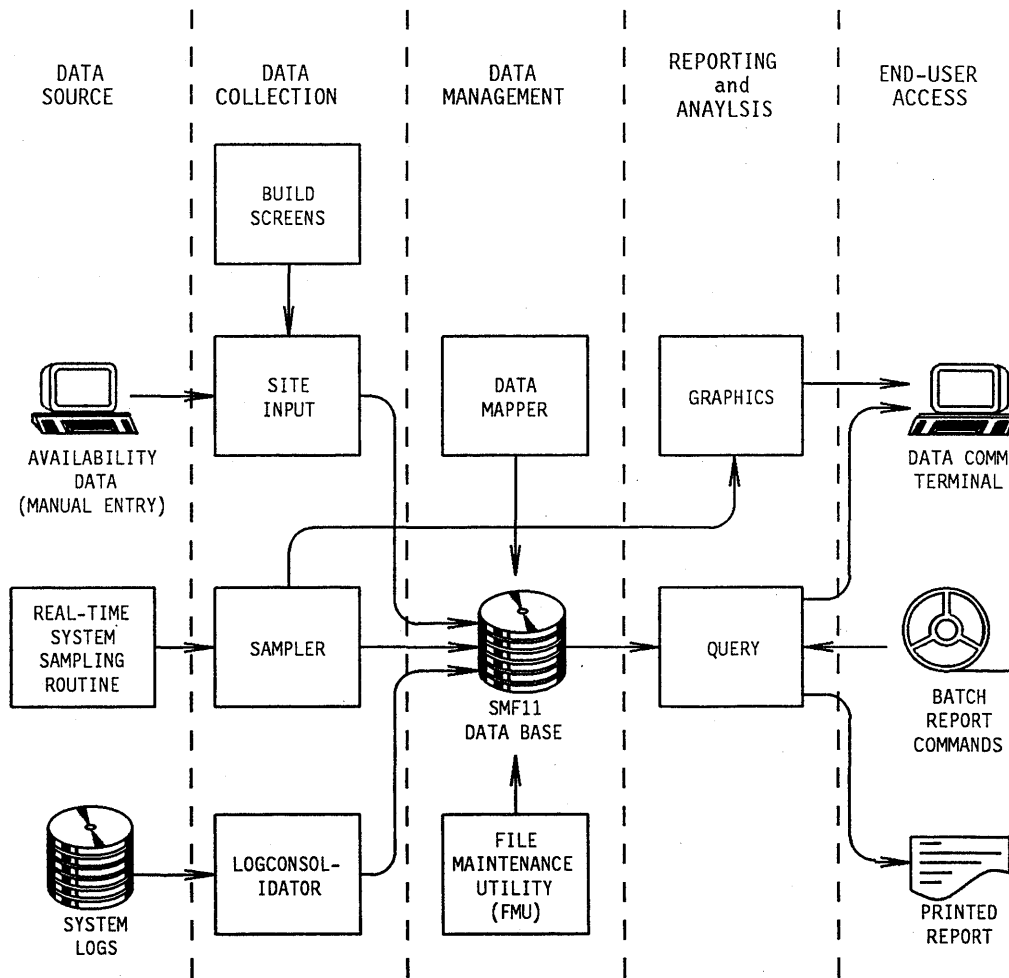 DATA
SOURCE
DATA
COLLECTION
DATA
MANAGEMENT
REPORTING
and
ANAYLSIS
END-USER
ACCESS
BUILD
SCREENS
SITE
INPUT
DATA
MAPPER
GRAPHICS
AVAILABILITY
DATA
(MANUAL ENTRY)
DATA COMM
TERMINAL
REAL-TIME
SYSTEM
SAMPLING
ROUTINE
SAMPLER
SMF11
DATA BASE
QUERY
BATCH
REPORT
COMMANDS
SYSTEM
LOGS
LOGCONSOL-
IDATOR
FILE
MAINTENANCE
UTILITY
(FMU)
PRINTED
REPORT